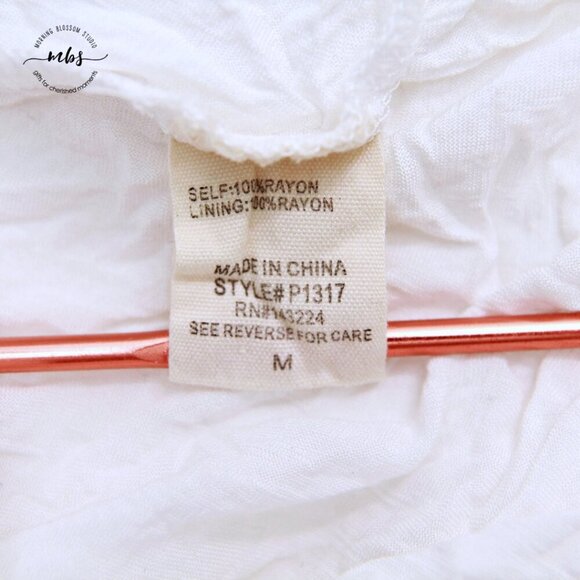 MORNING BLOSSOM STUDIO
mbs
gifts for cherished moments
SELF:100%RAYON
LINING:100%RAYON
MADE IN CHINA
STYLE# P1317
SEE REVERSE FOR CARE
M